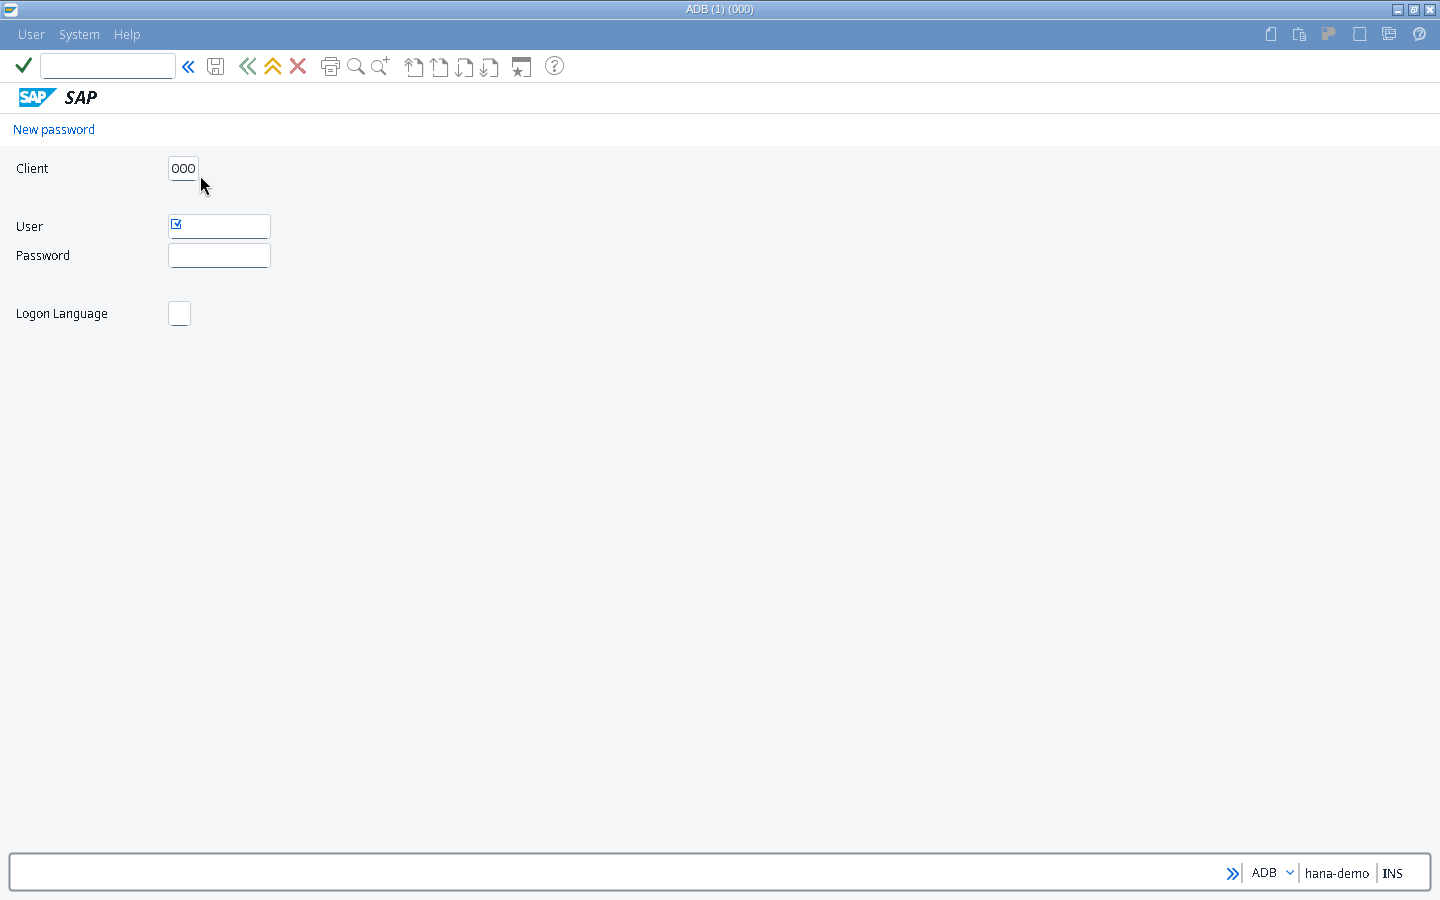 ADB (1) (000)
User System Help
SAP SAP
New password
Client 000
User
Password
Logon Language
ADB hana-demo INS